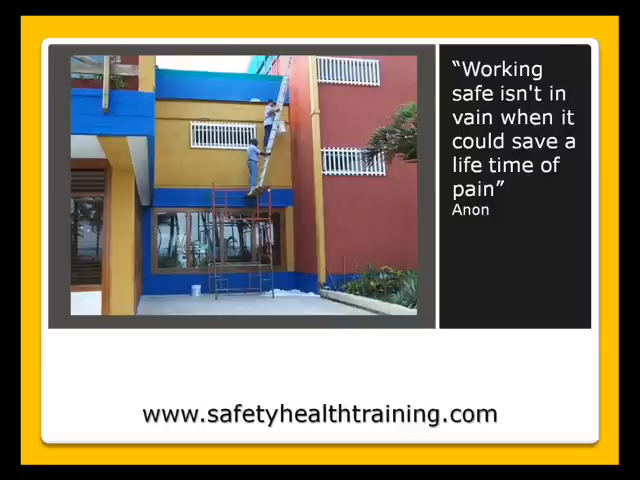 “Working
safe isn't in
vain when it
could save a
life time of
pain”
Anon
www.safetyhealthtraining.com